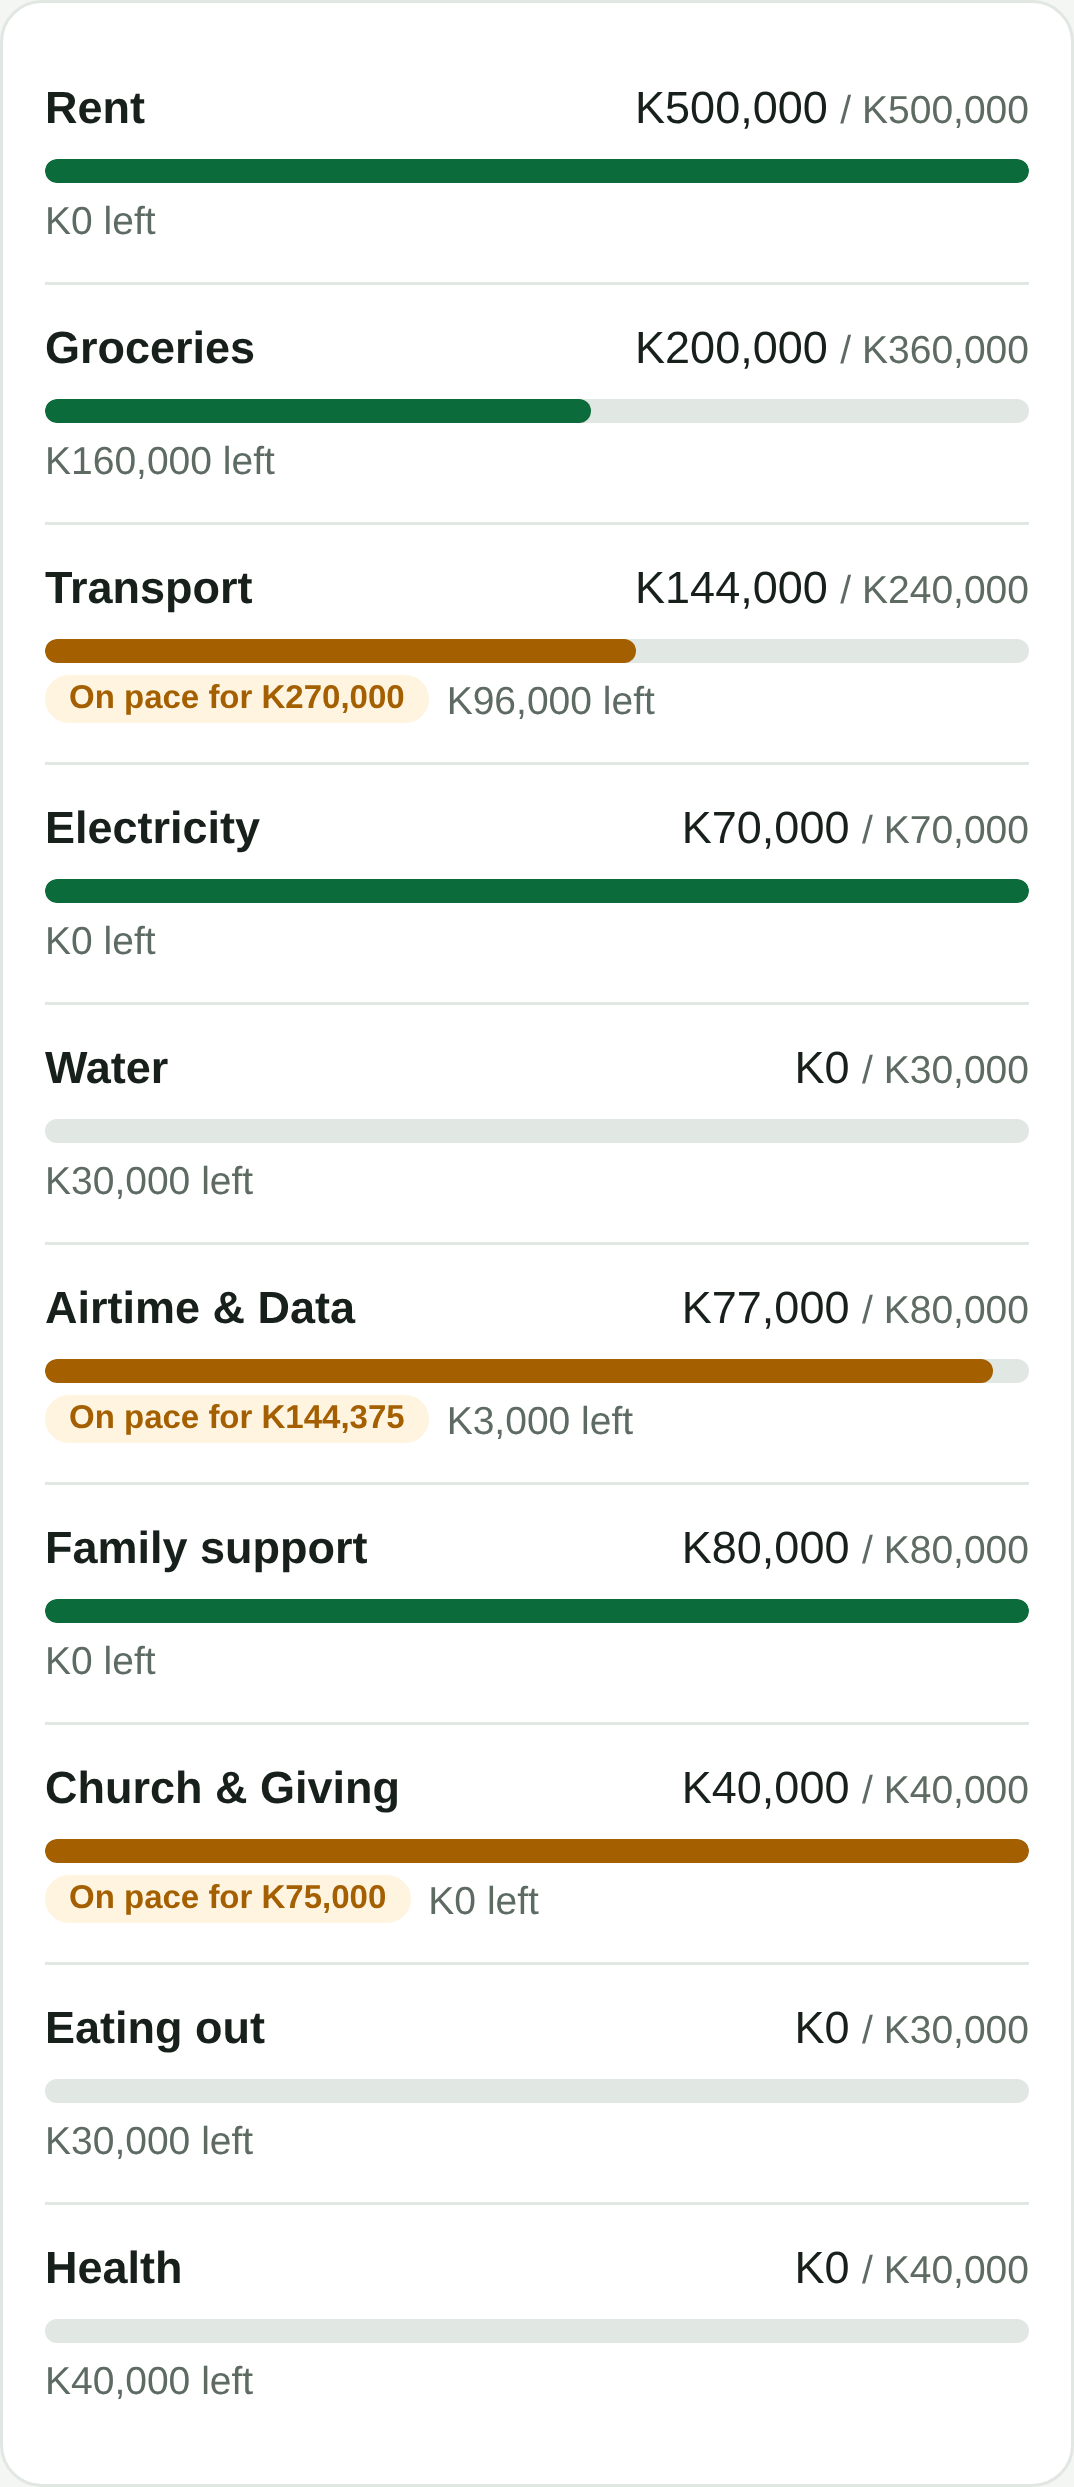 Rent K500,000 / K500,000
K0 left
Groceries K200,000 / K360,000
K160,000 left
Transport K144,000 / K240,000
On pace for K270,000 K96,000 left
Electricity K70,000 / K70,000
K0 left
Water K0 / K30,000
K30,000 left
Airtime & Data K77,000 / K80,000
On pace for K144,375 K3,000 left
Family support K80,000 / K80,000
K0 left
Church & Giving K40,000 / K40,000
On pace for K75,000 K0 left
Eating out K0 / K30,000
K30,000 left
Health K0 / K40,000
K40,000 left